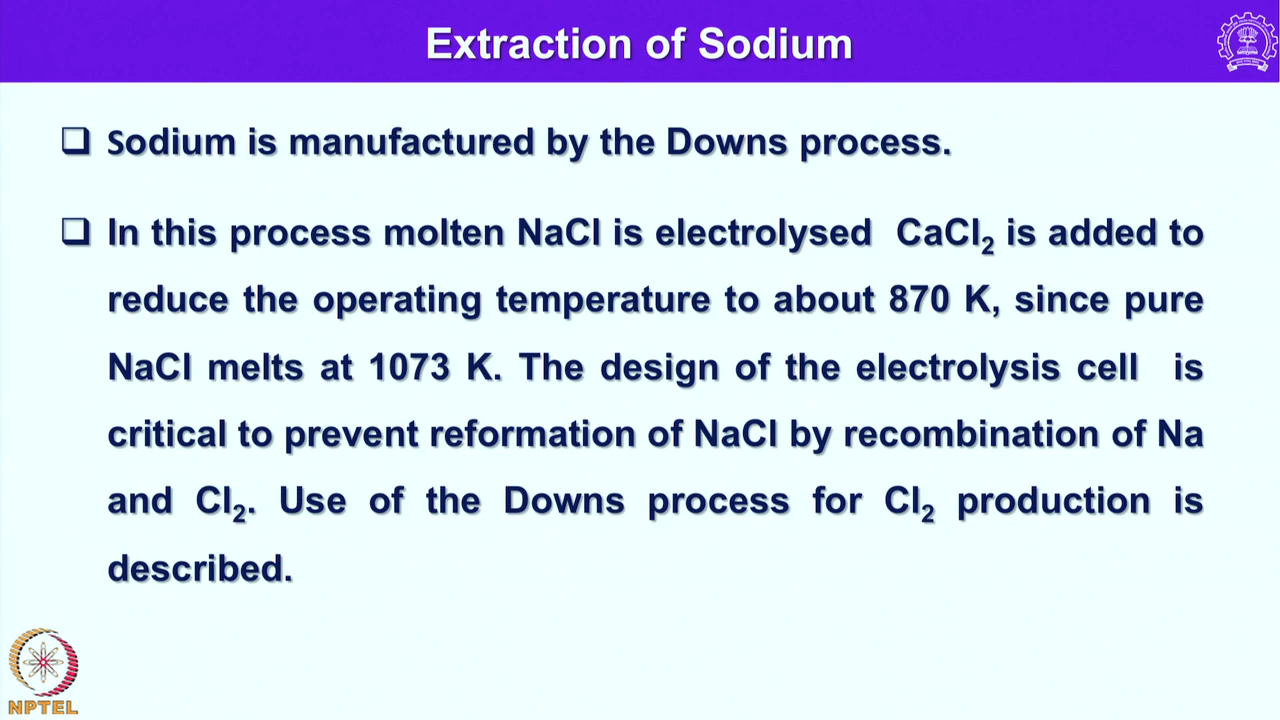 Extraction of Sodium
❑ Sodium is manufactured by the Downs process.
❑ In this process molten NaCl is electrolysed CaCl₂ is added to
reduce the operating temperature to about 870 K, since pure
NaCl melts at 1073 K. The design of the electrolysis cell is
critical to prevent reformation of NaCl by recombination of Na
and Cl₂. Use of the Downs process for Cl₂ production is
described.
NPTEL